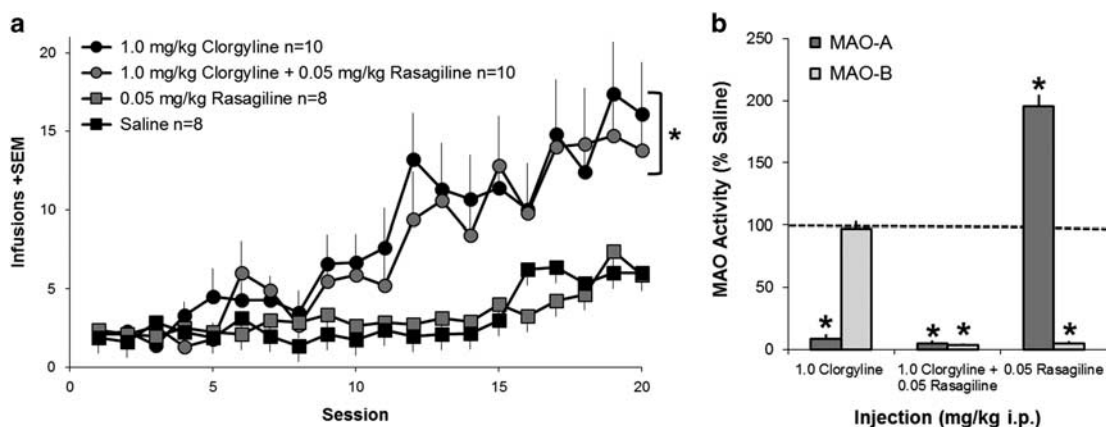 a
1.0 mg/kg Clorgyline n=10
1.0 mg/kg Clorgyline + 0.05 mg/kg Rasagiline n=10
0.05 mg/kg Rasagiline n=8
Saline n=8
Infusions +SEM
20
15
10
5
0
0
5
10
15
20
*
Session
b
MAO-A
MAO-B
MAO Activity (% Saline)
250
200
150
100
50
0
*
*
*
*
*
1.0 Clorgyline
1.0 Clorgyline +
0.05 Rasagiline
0.05 Rasagiline
Injection (mg/kg i.p.)